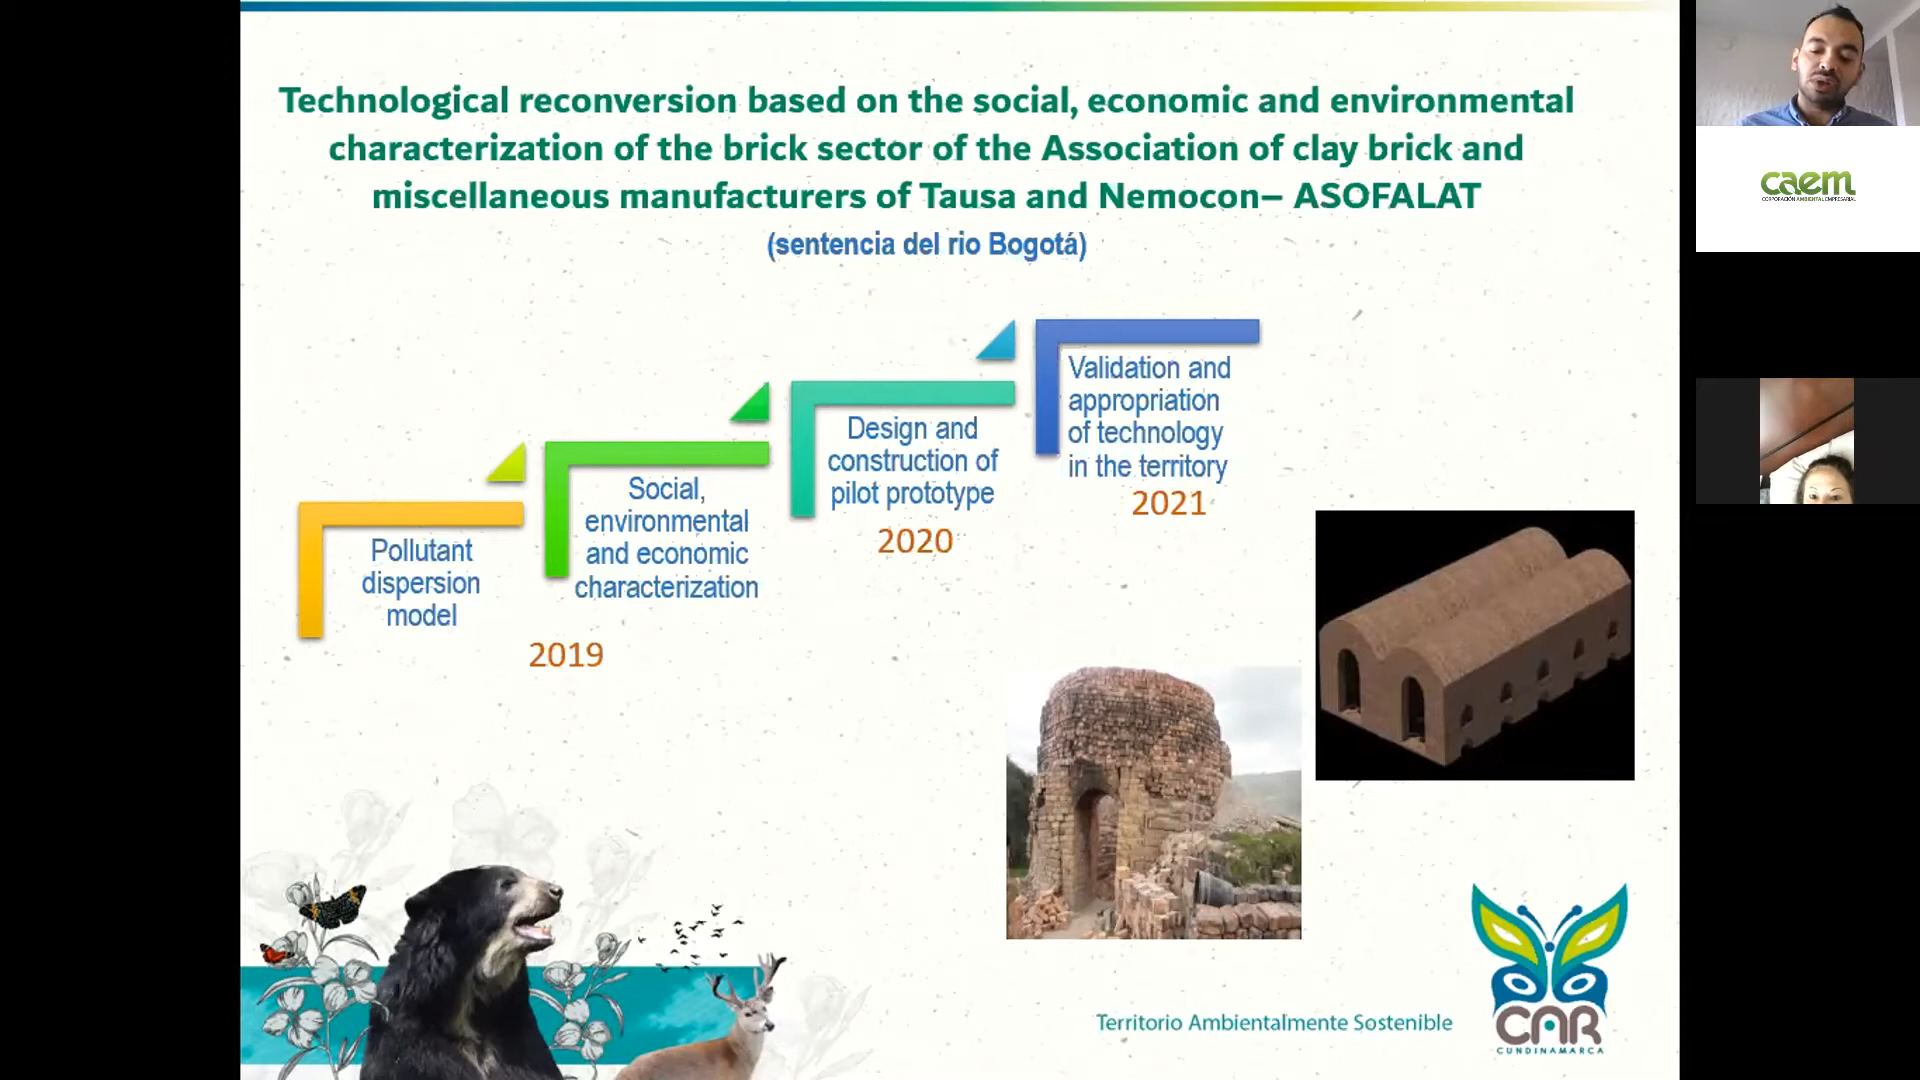 Technological reconversion based on the social, economic and environmental
characterization of the brick sector of the Association of clay brick and
miscellaneous manufacturers of Tausa and Nemocon– ASOFALAT
(sentencia del rio Bogotá)
Pollutant
dispersion
model
Social,
environmental
and economic
characterization
2019
Design and
construction of
pilot prototype
2020
Validation and
appropriation
of technology
in the territory
2021
Territorio Ambientalmente Sostenible
CAR
CUNDINAMARCA
caem
CORPORACIÓN AMBIENTAL EMPRESARIAL